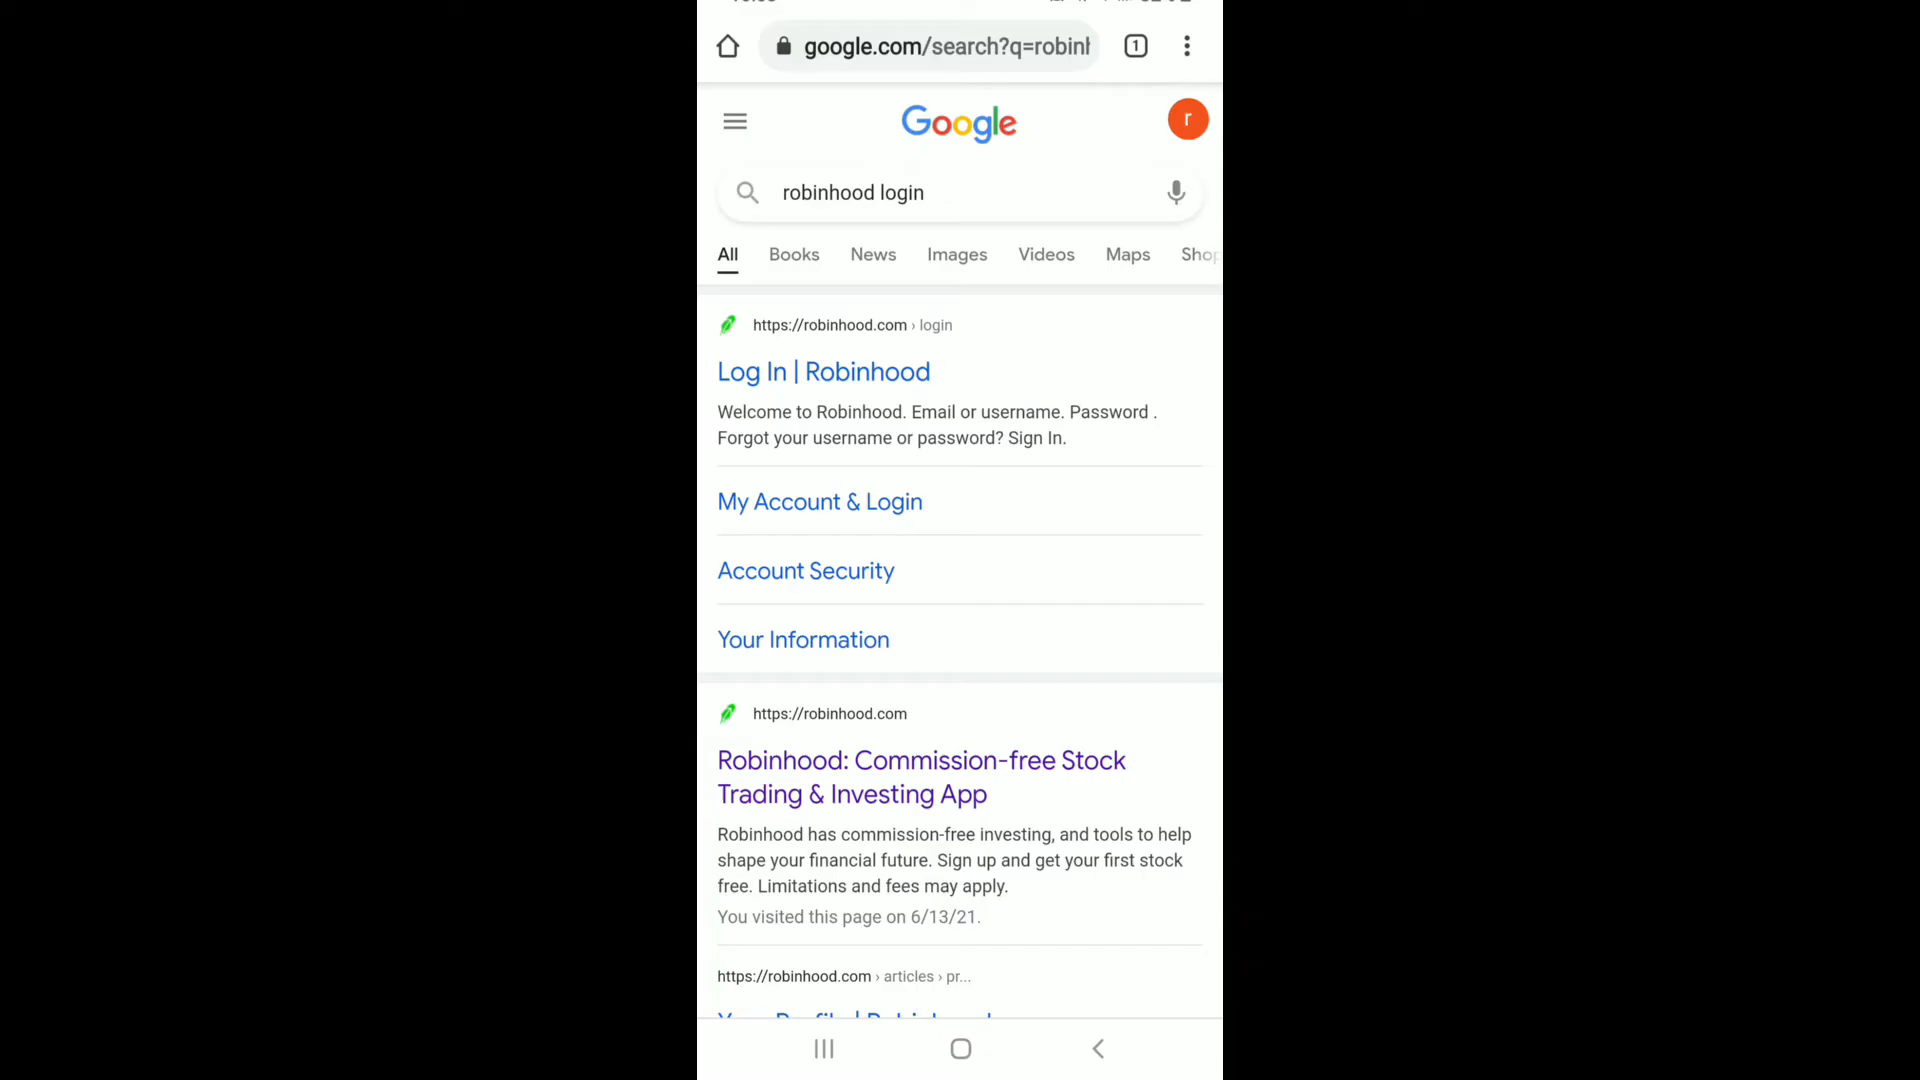 google.com/search?q=robinh
1
Google
r
robinhood login
All Books News Images Videos Maps Shop
https://robinhood.com › login
Log In | Robinhood
Welcome to Robinhood. Email or username. Password .
Forgot your username or password? Sign In.
My Account & Login
Account Security
Your Information
https://robinhood.com
Robinhood: Commission-free Stock
Trading & Investing App
Robinhood has commission-free investing, and tools to help
shape your financial future. Sign up and get your first stock
free. Limitations and fees may apply.
You visited this page on 6/13/21.
https://robinhood.com › articles › pr...